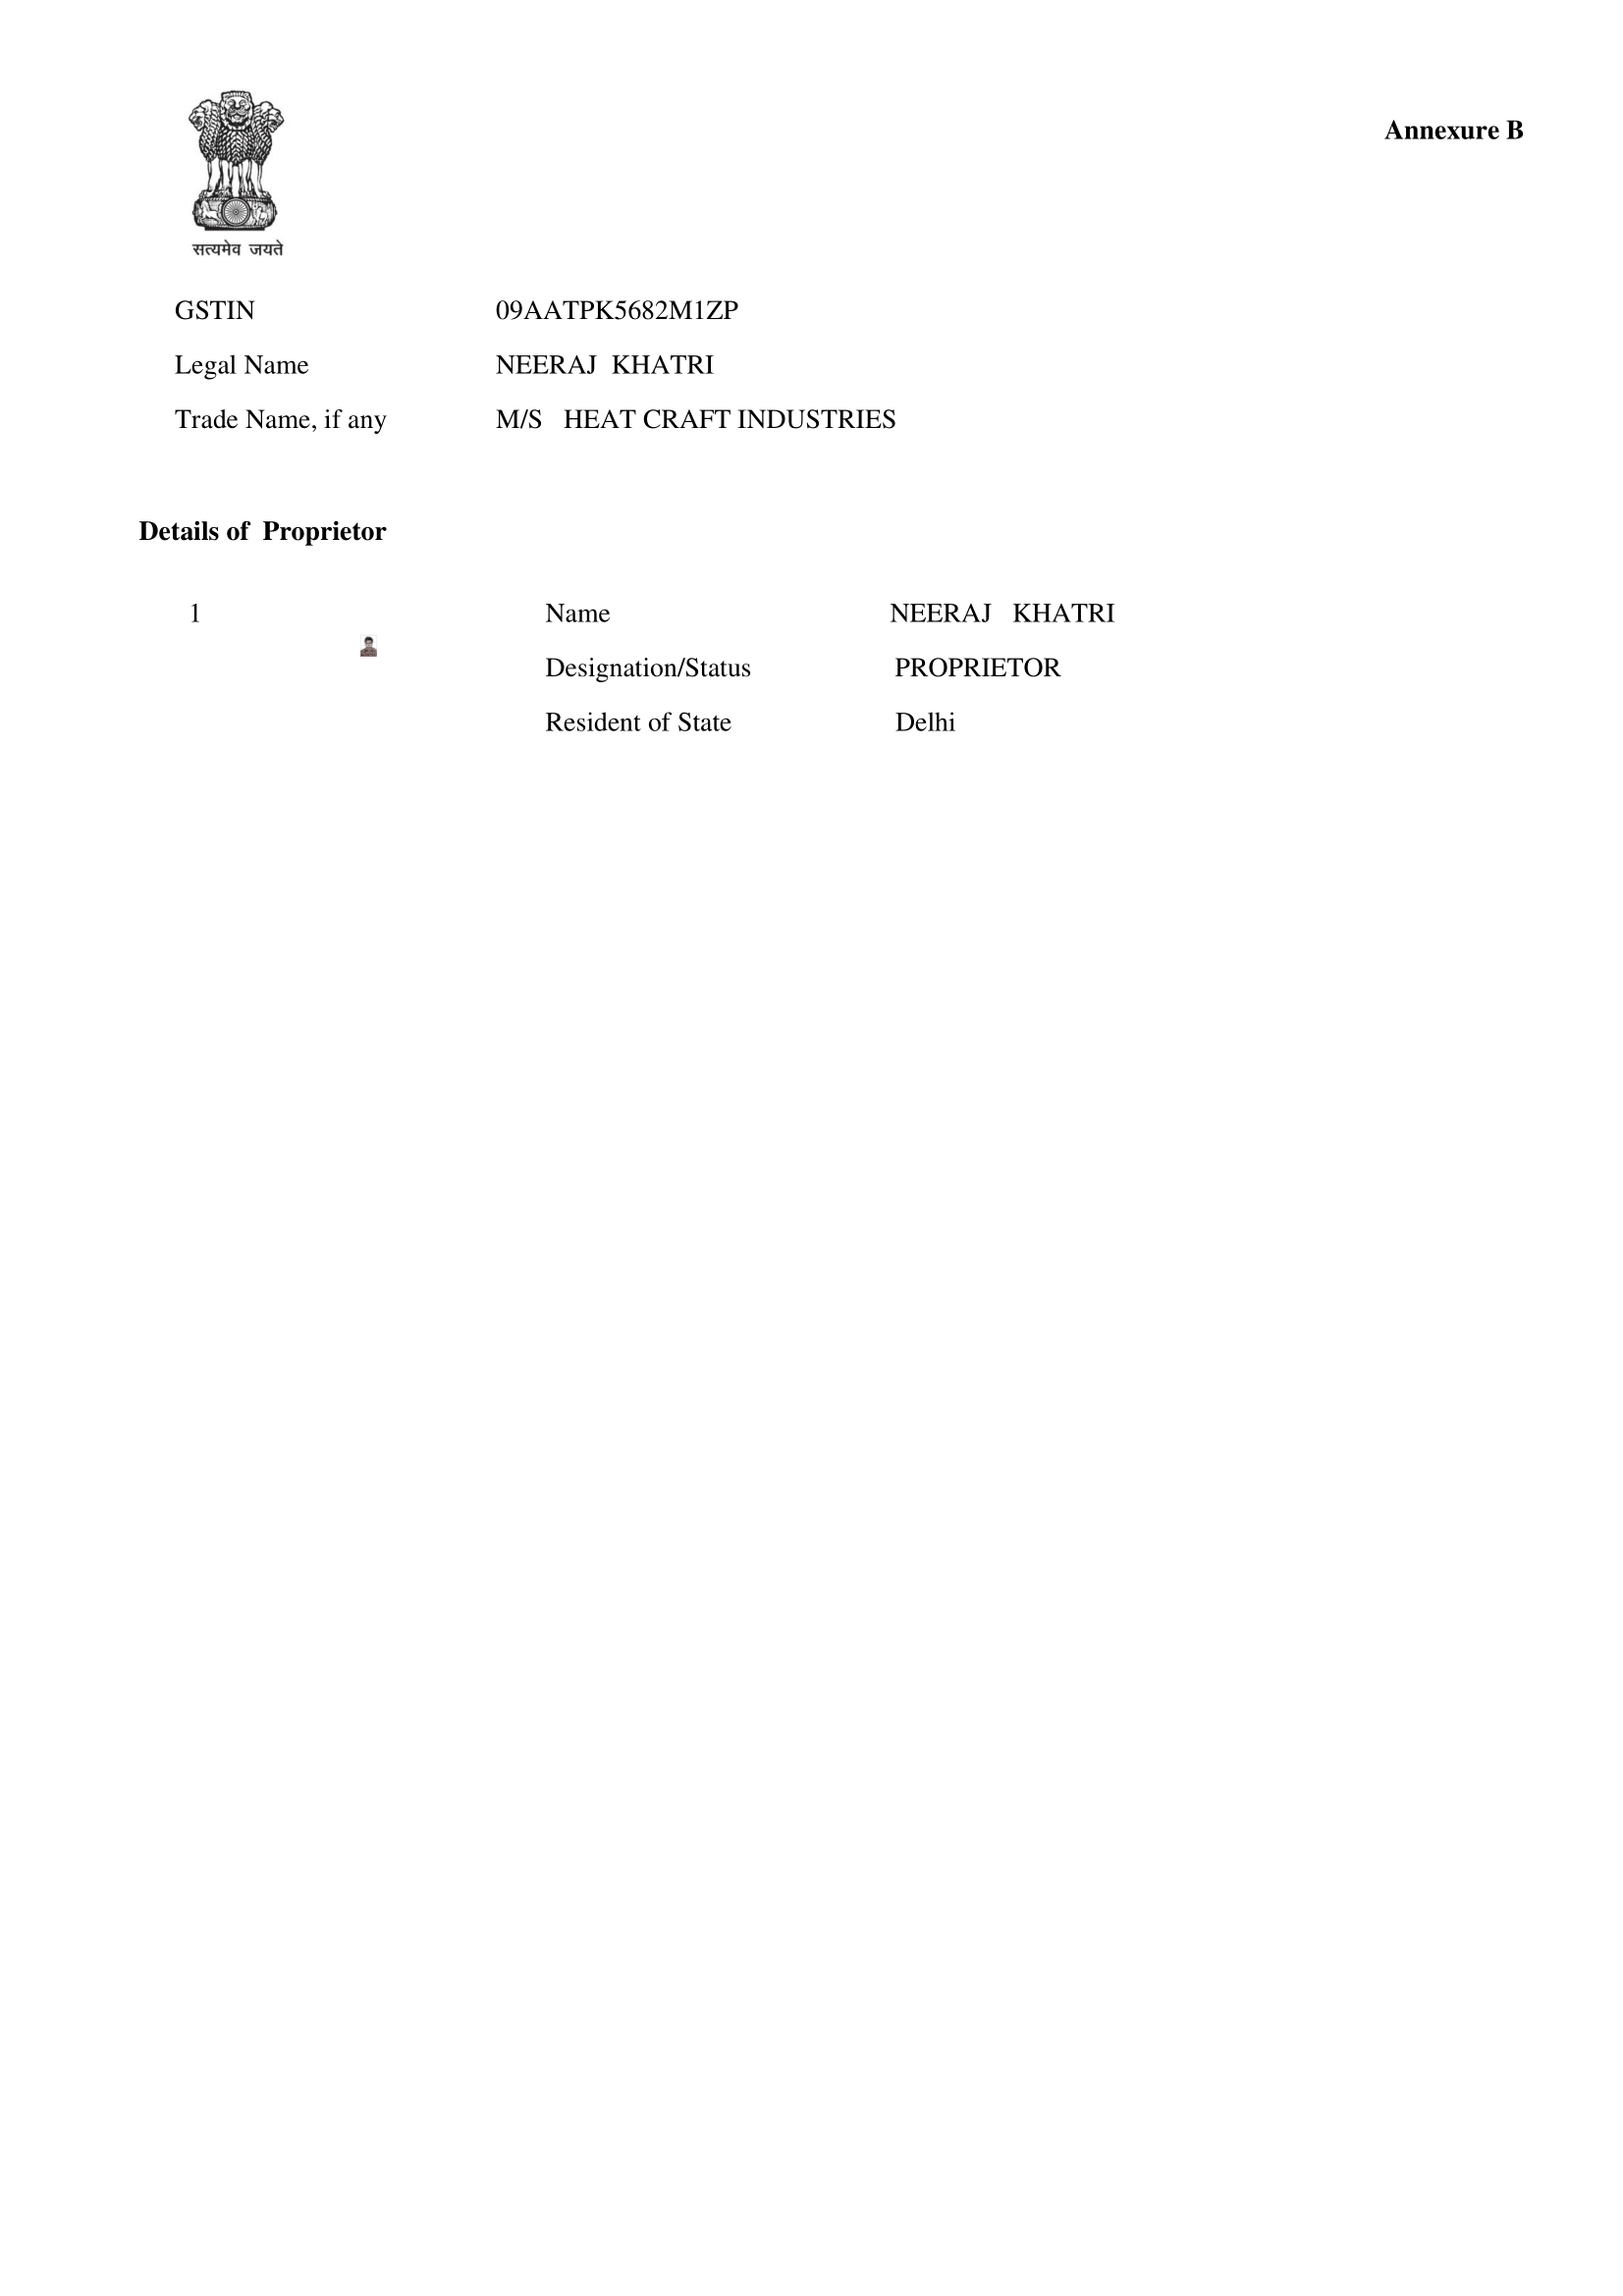 Annexure B
सत्यमेव जयते
GSTIN 09AATPK5682M1ZP
Legal Name NEERAJ KHATRI
Trade Name, if any M/S HEAT CRAFT INDUSTRIES
Details of Proprietor
1 Name NEERAJ KHATRI
Designation/Status PROPRIETOR
Resident of State Delhi